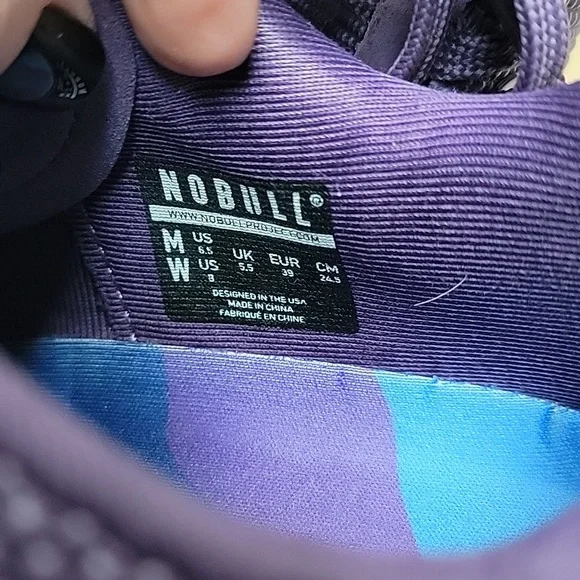 NOBULL®
WWW.NOBULLPROJECT.COM
M US 6.5 UK 5.5 EUR 39 CM 24.5
W US 8
DESIGNED IN THE USA
MADE IN CHINA
FABRIQUÉ EN CHINE